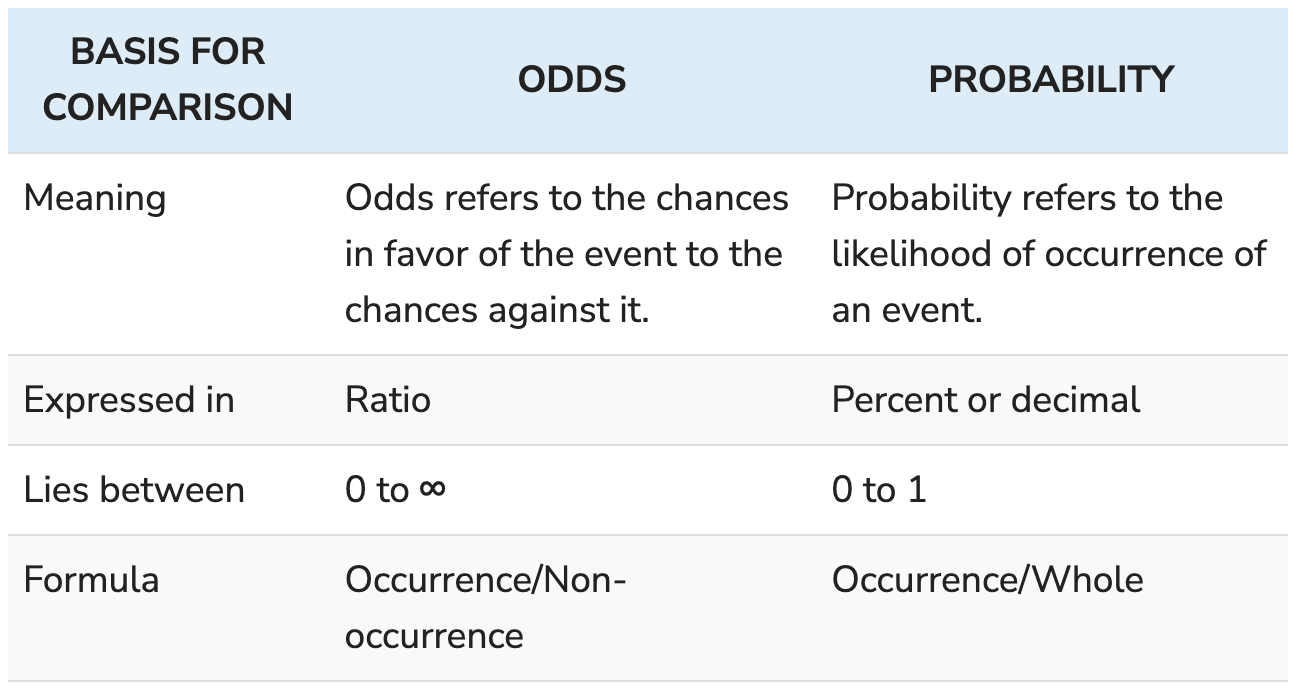 BASIS FOR
COMPARISON
ODDS
PROBABILITY
Meaning
Odds refers to the chances
in favor of the event to the
chances against it.
Probability refers to the
likelihood of occurrence of
an event.
Expressed in
Ratio
Percent or decimal
Lies between
0 to ∞
0 to 1
Formula
Occurrence/Non-
occurrence
Occurrence/Whole